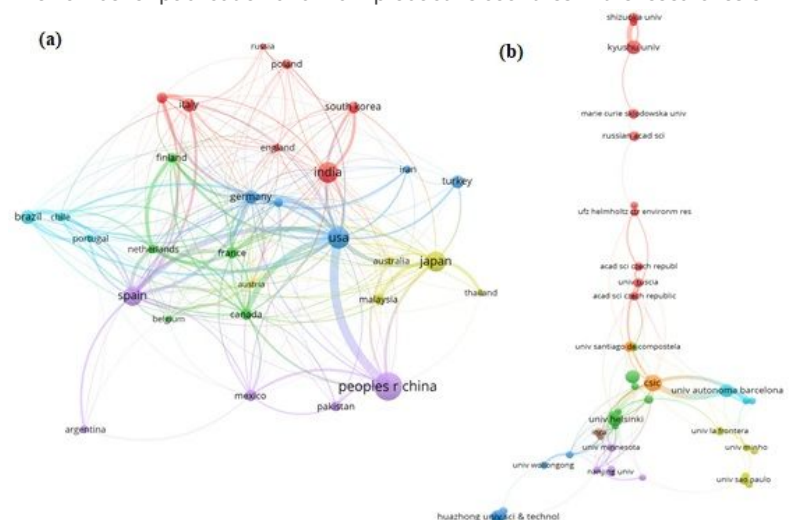 (a)
(b)
russia
poland
italy
south korea
england
finland
india
iran
turkey
germany
brazil
chile
portugal
usa
netherlands
france
australia
japan
austria
spain
malaysia
thailand
belgium
canada
peoples r china
mexico
pakistan
argentina
shizuoka univ
kyushu univ
marie curie sklodowska univ
russian acad sci
ufz helmholtz ctr environm res
acad sci czech republ
univ tuscia
acad sci czech republic
univ santiago de compostela
csic
univ autonoma barcelona
univ helsinki
univ la frontera
univ minnesota
univ minho
univ wollongong
nanjing univ
univ sao paulo
huazhong univ sci & technol